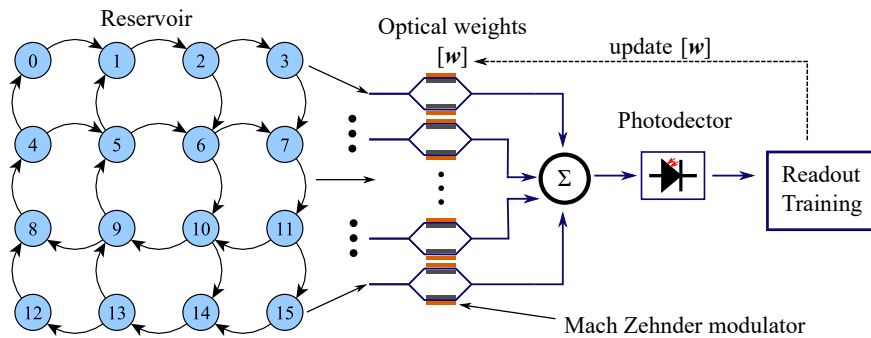 Reservoir
Optical weights
[w]
update [w]
Photodector
0 1 2 3
4 5 6 7
8 9 10 11
12 13 14 15
Σ
Readout
Training
Mach Zehnder modulator